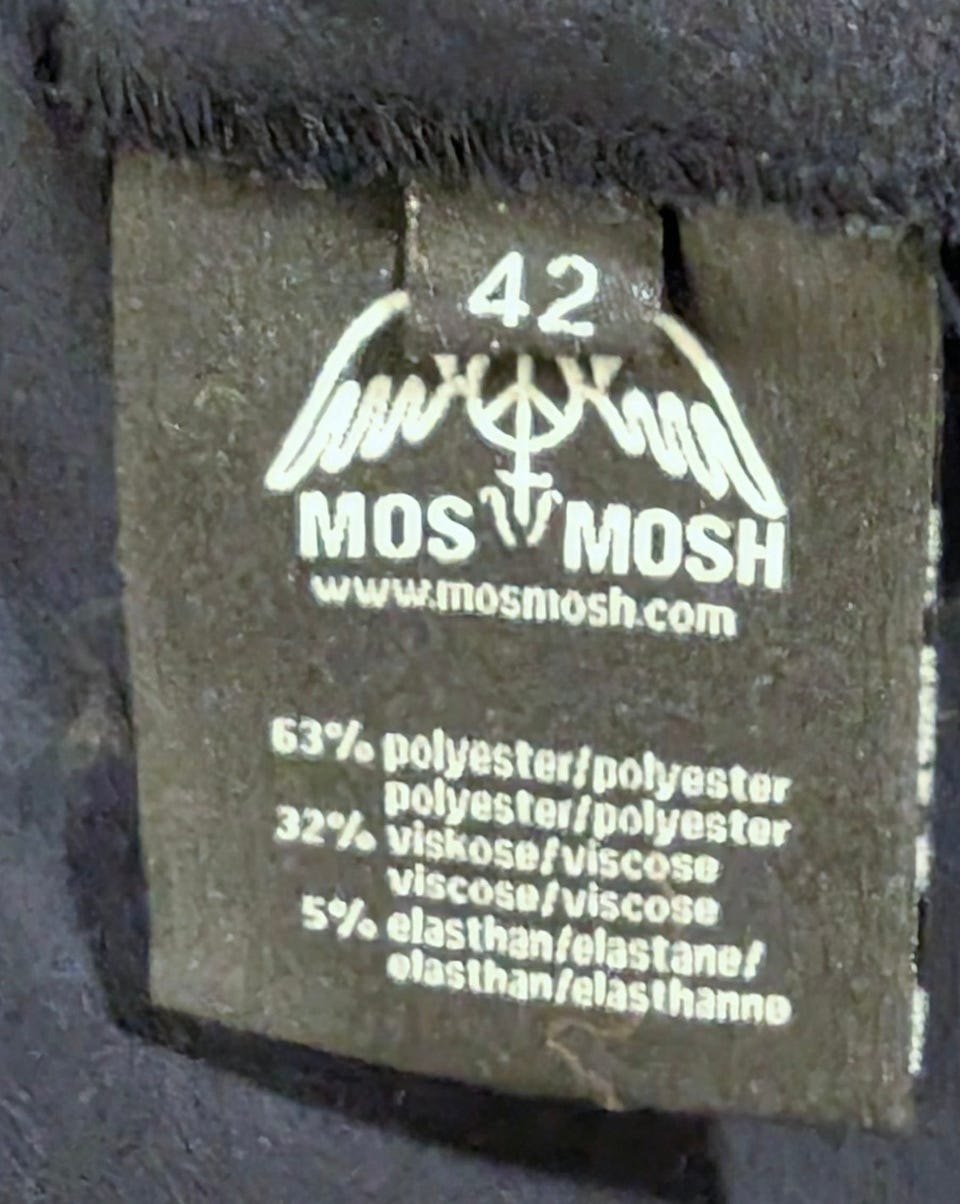 42
MOS MOSH
www.mosmosh.com
63% polyester/polyester
polyester/polyester
32% viskose/viscose
viscose/viscose
5% elasthan/elastane/
elasthan/elasthanne